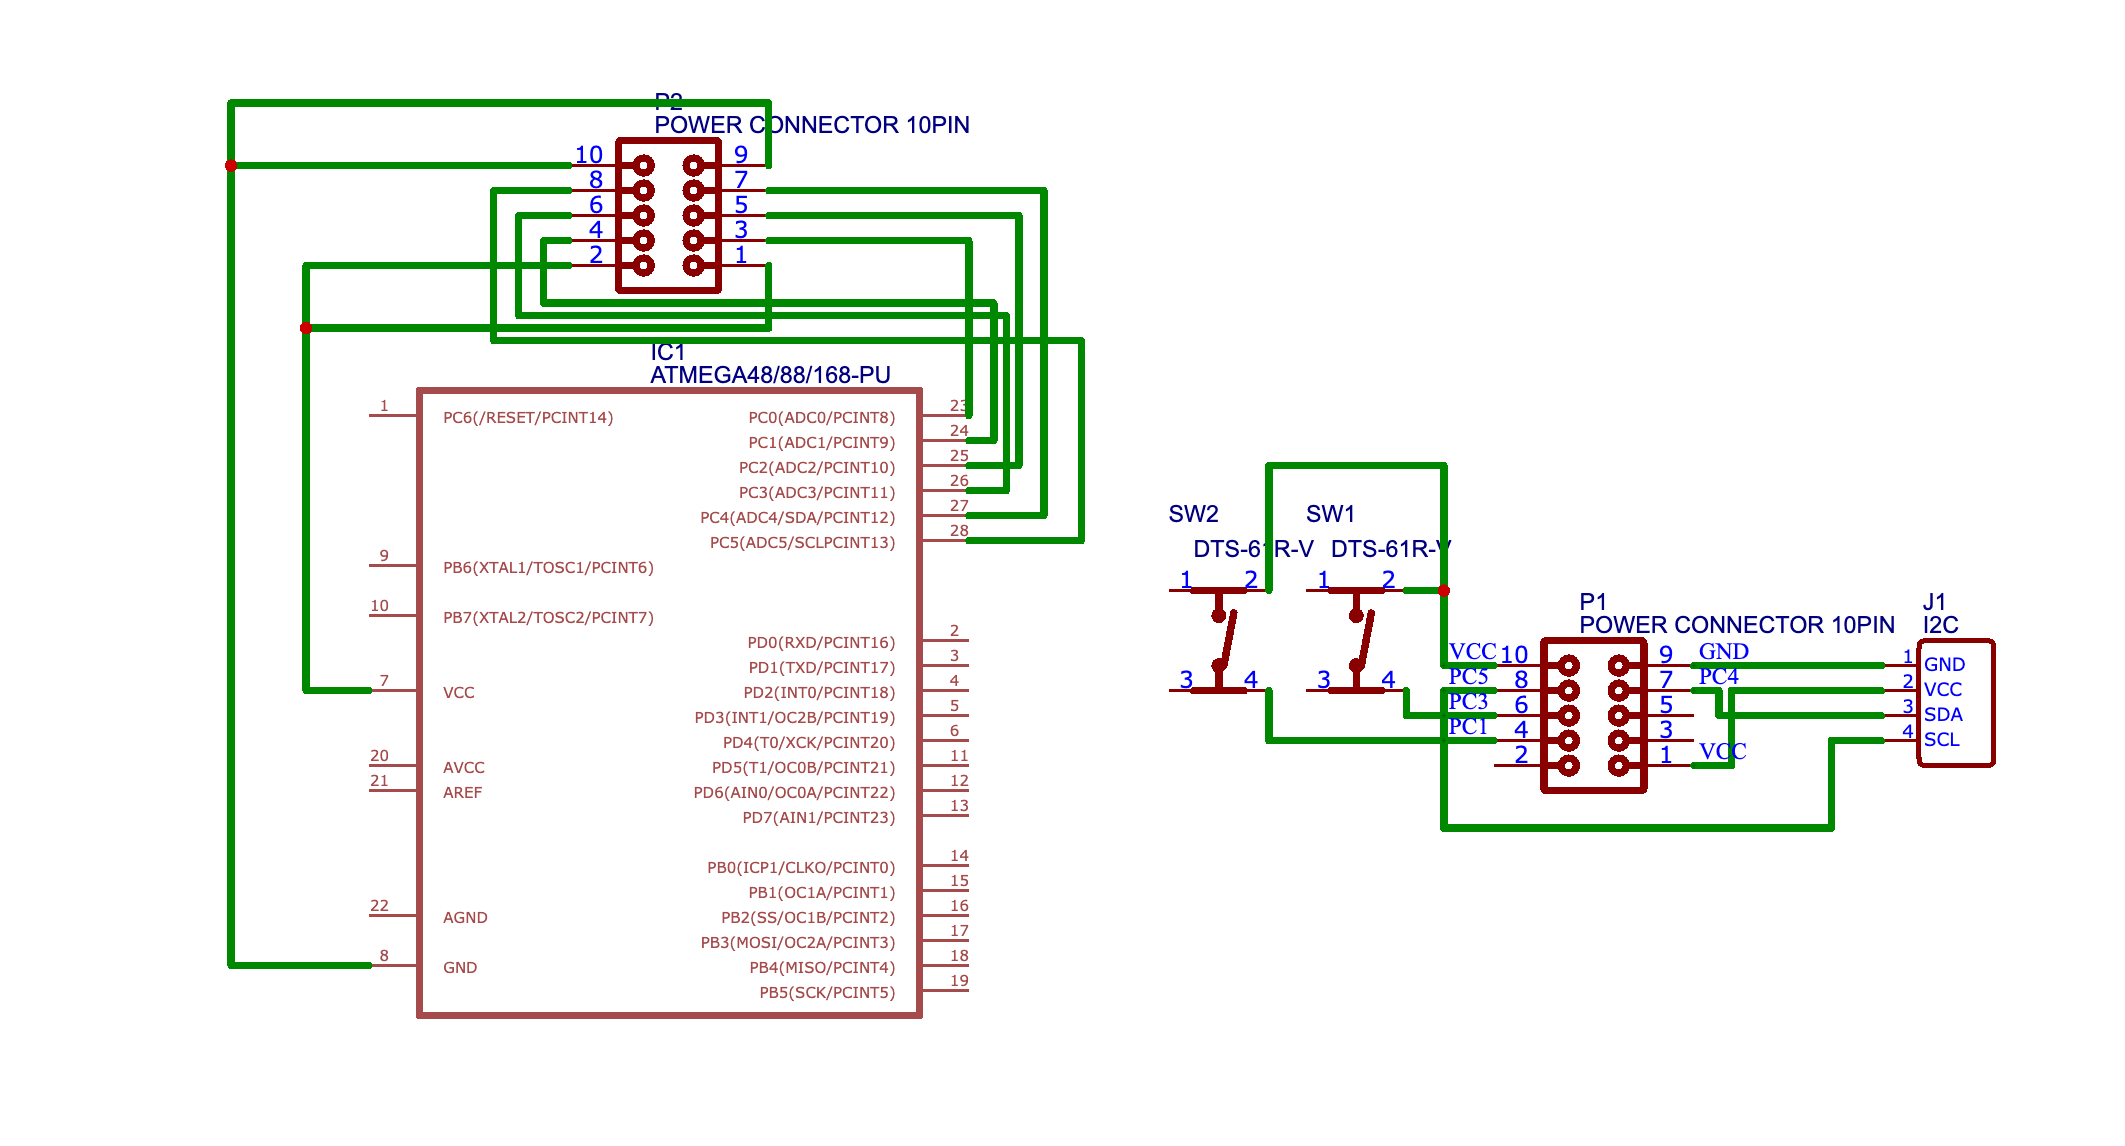 P2
POWER CONNECTOR 10PIN
10 9
8 7
6 5
4 3
2 1
IC1
ATMEGA48/88/168-PU
1 PC6(/RESET/PCINT14) PC0(ADC0/PCINT8) 23
PC1(ADC1/PCINT9) 24
PC2(ADC2/PCINT10) 25
PC3(ADC3/PCINT11) 26
PC4(ADC4/SDA/PCINT12) 27
PC5(ADC5/SCLPCINT13) 28
9 PB6(XTAL1/TOSC1/PCINT6)
10 PB7(XTAL2/TOSC2/PCINT7)
PD0(RXD/PCINT16) 2
PD1(TXD/PCINT17) 3
7 VCC PD2(INT0/PCINT18) 4
PD3(INT1/OC2B/PCINT19) 5
PD4(T0/XCK/PCINT20) 6
20 AVCC PD5(T1/OC0B/PCINT21) 11
21 AREF PD6(AIN0/OC0A/PCINT22) 12
PD7(AIN1/PCINT23) 13
PB0(ICP1/CLKO/PCINT0) 14
PB1(OC1A/PCINT1) 15
22 AGND PB2(SS/OC1B/PCINT2) 16
PB3(MOSI/OC2A/PCINT3) 17
8 GND PB4(MISO/PCINT4) 18
PB5(SCK/PCINT5) 19
SW2 SW1
DTS-61R-V DTS-61R-V
1 2 1 2
3 4 3 4
P1
POWER CONNECTOR 10PIN
VCC 10 9 GND
PC5 8 7 PC4
PC3 6 5
PC1 4 3
2 1 VCC
J1
I2C
1 GND
2 VCC
3 SDA
4 SCL